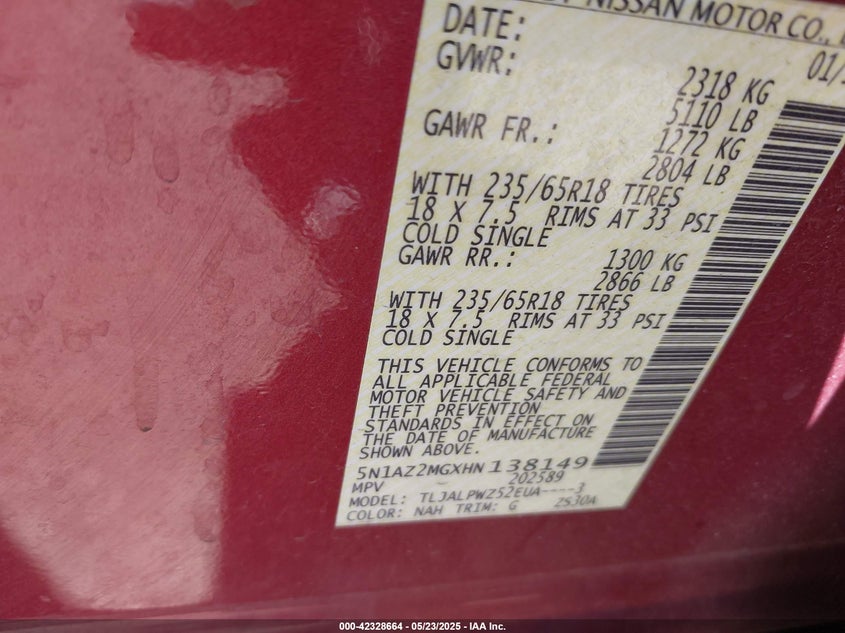 NISSAN MOTOR CO.,
DATE: 01/
GVWR: 2318 KG
5110 LB
GAWR FR.: 1272 KG
2804 LB
WITH 235/65R18 TIRES
18 X 7.5 RIMS AT 33 PSI
COLD SINGLE
GAWR RR.: 1300 KG
2866 LB
WITH 235/65R18 TIRES
18 X 7.5 RIMS AT 33 PSI
COLD SINGLE
THIS VEHICLE CONFORMS TO
ALL APPLICABLE FEDERAL
MOTOR VEHICLE SAFETY AND
THEFT PREVENTION
STANDARDS IN EFFECT ON
THE DATE OF MANUFACTURE
SHOWN ABOVE.
5N1AZ2MGXHN138149
MPV 202589
MODEL: TLJALPWZ52EUA----3
COLOR: NAH TRIM: G ZS30A
000-42328664 - 05/23/2025 - IAA Inc.